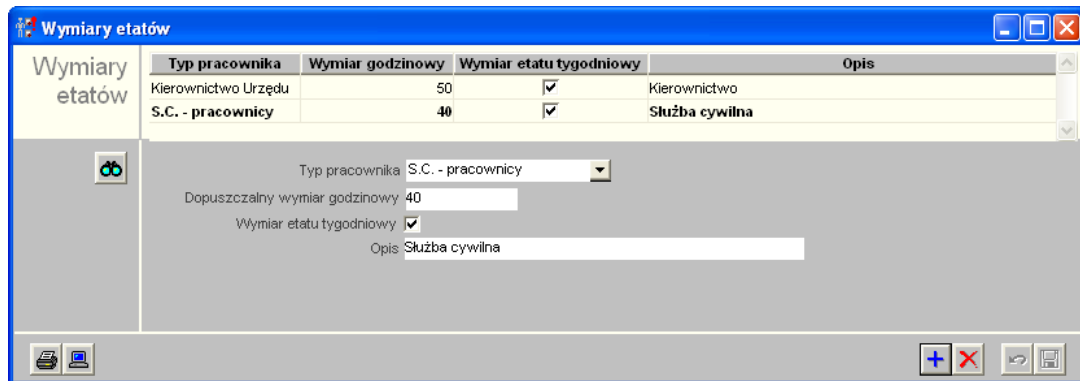 Wymiary etatów
Wymiary
etatów
Typ pracownika Wymiar godzinowy Wymiar etatu tygodniowy Opis
Kierownictwo Urzędu 50 Kierownictwo
S.C. - pracownicy 40 Służba cywilna
Typ pracownika S.C. - pracownicy
Dopuszczalny wymiar godzinowy 40
Wymiar etatu tygodniowy
Opis Służba cywilna